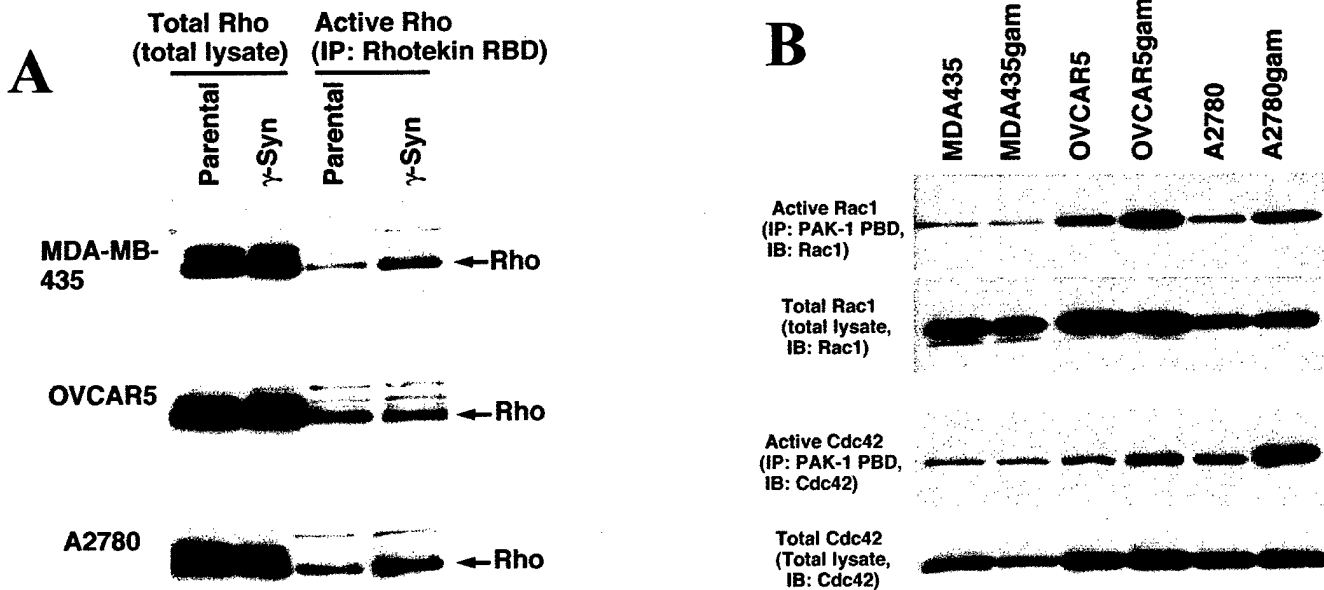 A
Total Rho
(total lysate)
Active Rho
(IP: Rhotekin RBD)
Parental
γ-Syn
Parental
γ-Syn
MDA-MB-
435
Rho
OVCAR5
Rho
A2780
Rho
B
MDA435
MDA435gam
OVCAR5
OVCAR5gam
A2780
A2780gam
Active Rac1
(IP: PAK-1 PBD,
IB: Rac1)
Total Rac1
(total lysate,
IB: Rac1)
Active Cdc42
(IP: PAK-1 PBD,
IB: Cdc42)
Total Cdc42
(Total lysate,
IB: Cdc42)